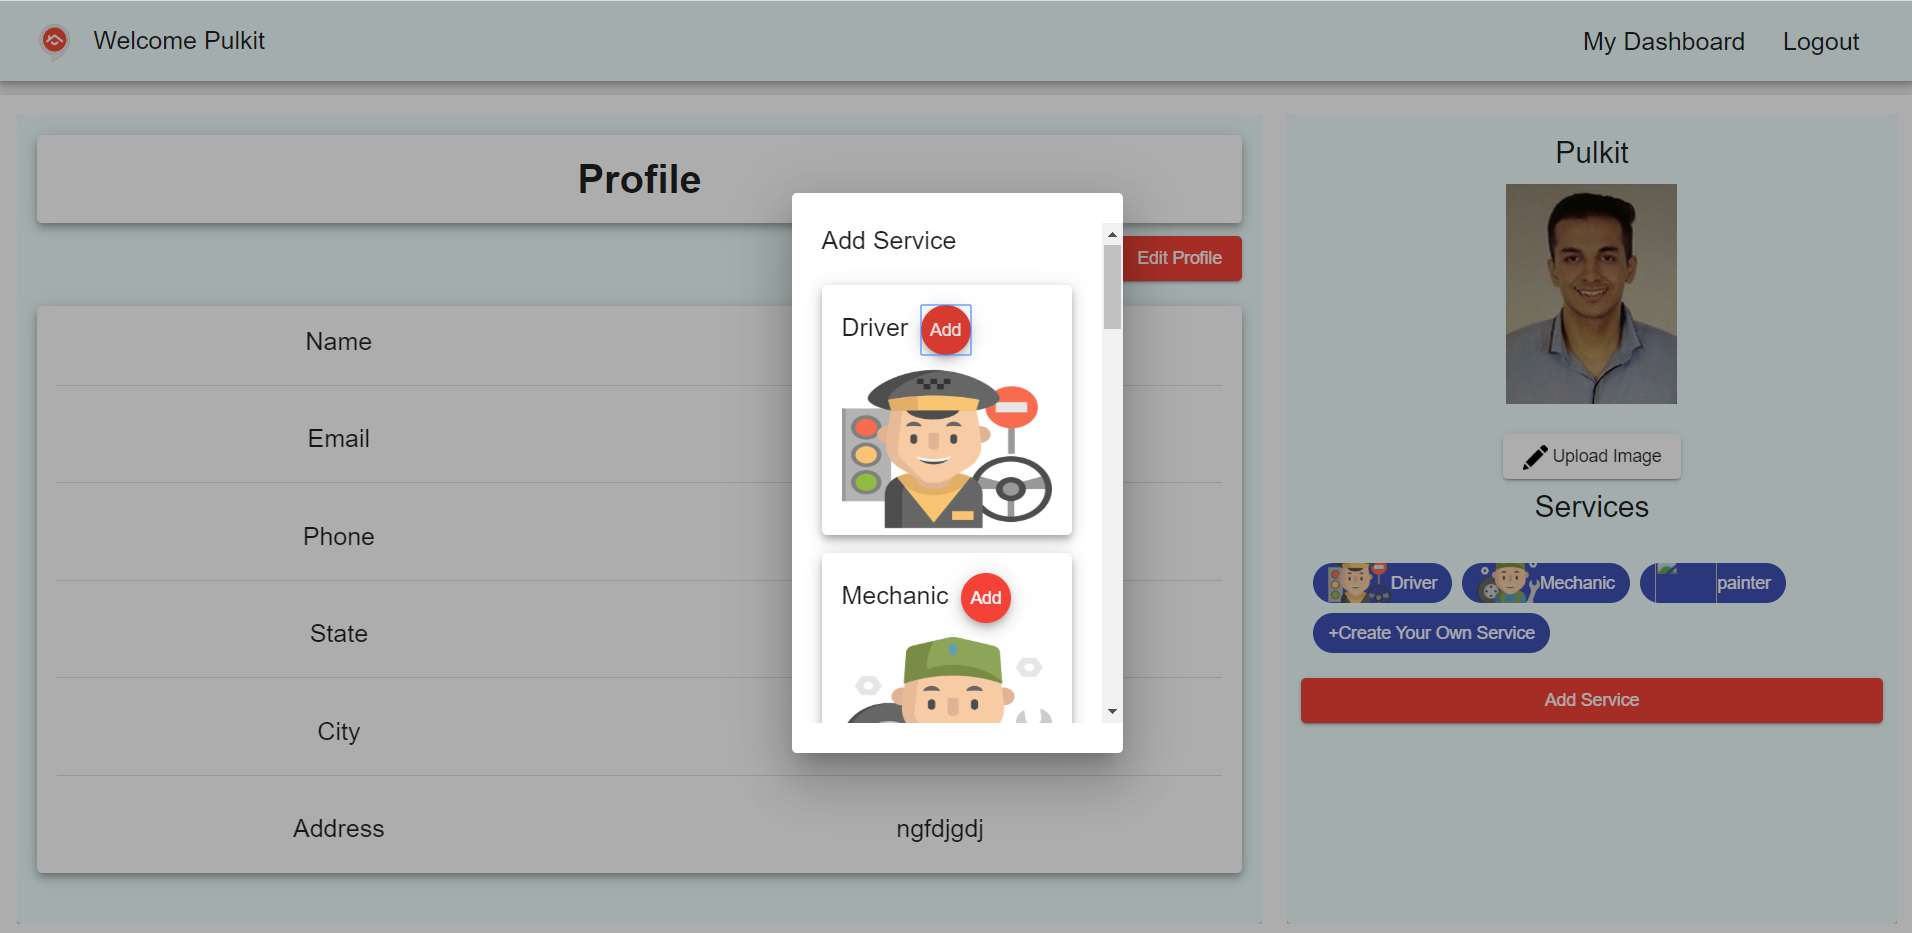 Welcome Pulkit
My Dashboard
Logout
Profile
Edit Profile
Name
Email
Phone
State
City
Address ngfdjgdj
Add Service
Driver Add
Mechanic Add
Pulkit
Upload Image
Services
Driver Mechanic painter
+Create Your Own Service
Add Service